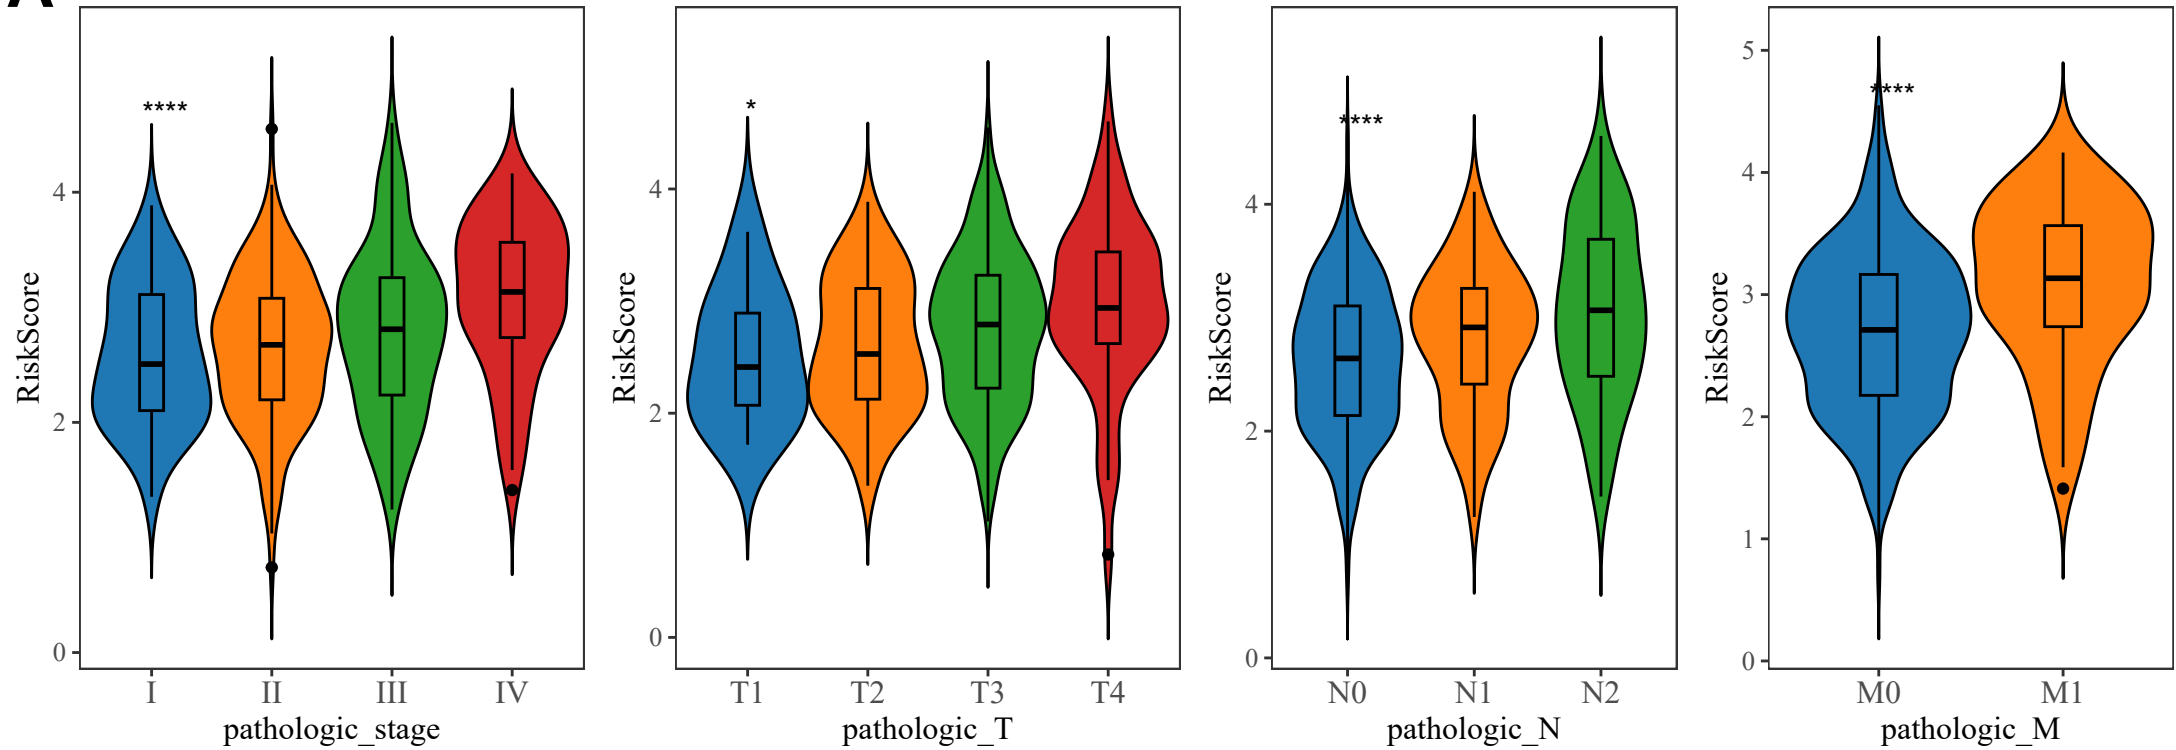 A
RiskScore
4
2
0
****
I II III IV
pathologic_stage
RiskScore
4
2
0
*
T1 T2 T3 T4
pathologic_T
RiskScore
4
2
0
****
N0 N1 N2
pathologic_N
RiskScore
5
4
3
2
1
0
****
M0 M1
pathologic_M